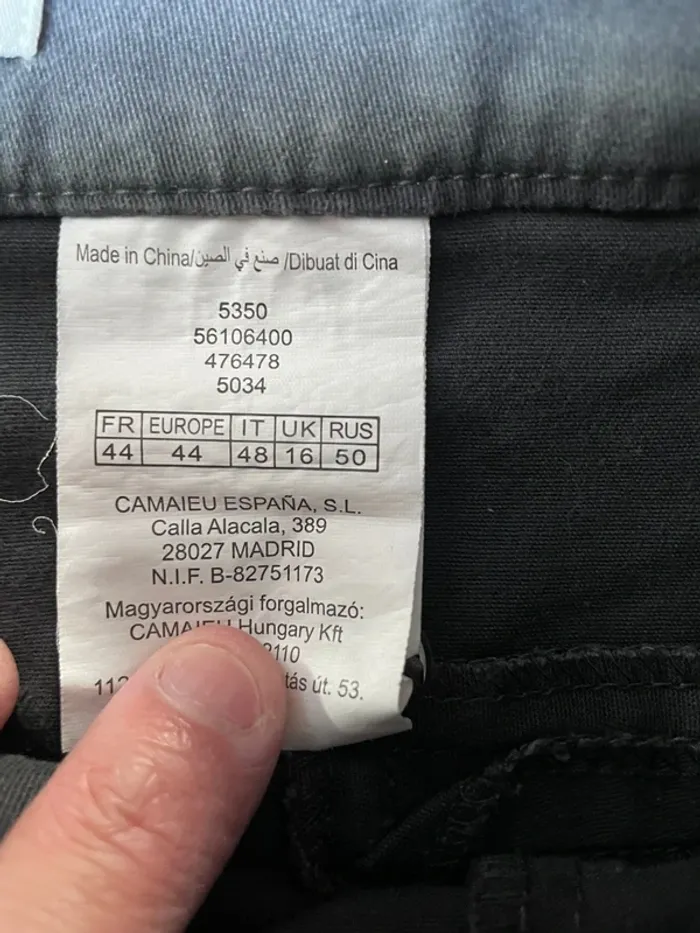 Made in China/صنع في الصين/Dibuat di Cina
5350
56106400
476478
5034
FR EUROPE IT UK RUS
44 44 48 16 50
CAMAIEU ESPAÑA, S.L.
Calla Alacala, 389
28027 MADRID
N.I.F. B-82751173
Magyarországi forgalmazó:
Hungary Kft
út. 53.